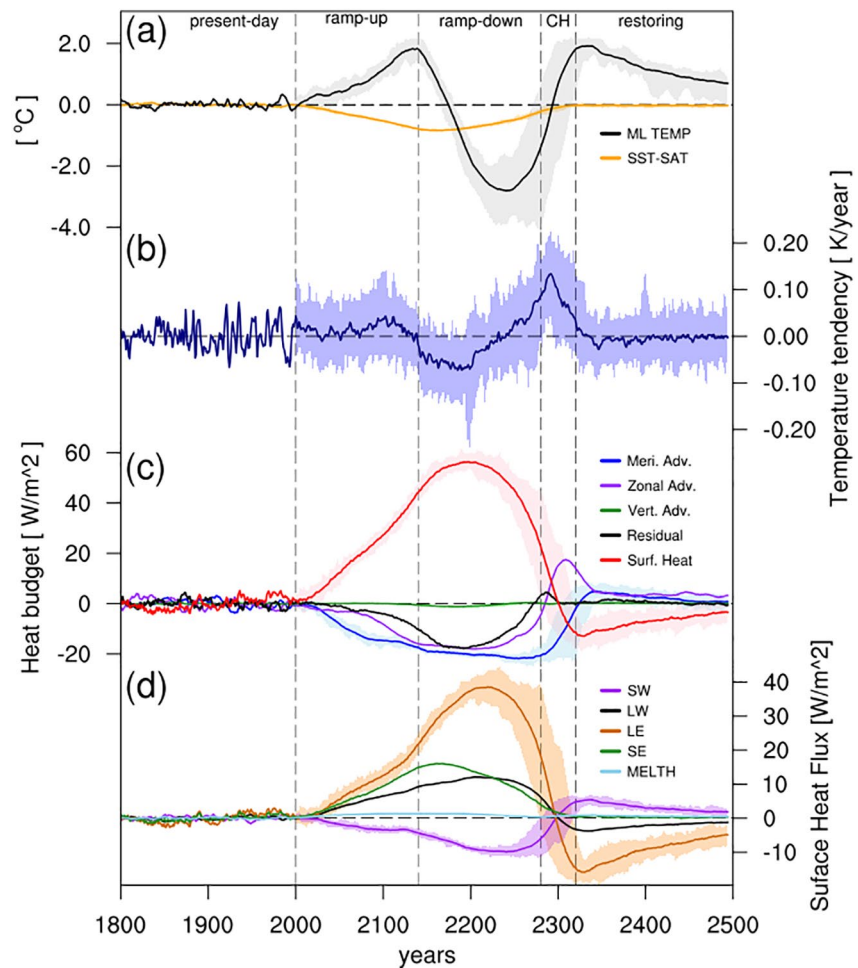 present-day ramp-up ramp-down CH restoring
(a)
2.0
0.0
-2.0
-4.0
[ °C]
ML TEMP
SST-SAT
(b)
0.20
0.10
0.00
-0.10
-0.20
Temperature tendency [ K/year ]
(c)
60
40
20
0
-20
Heat budget [ W/m^2 ]
Meri. Adv.
Zonal Adv.
Vert. Adv.
Residual
Surf. Heat
(d)
40
30
20
10
0
-10
Suface Heat Flux [W/m^2 ]
SW
LW
LE
SE
MELTH
1800 1900 2000 2100 2200 2300 2400 2500
years